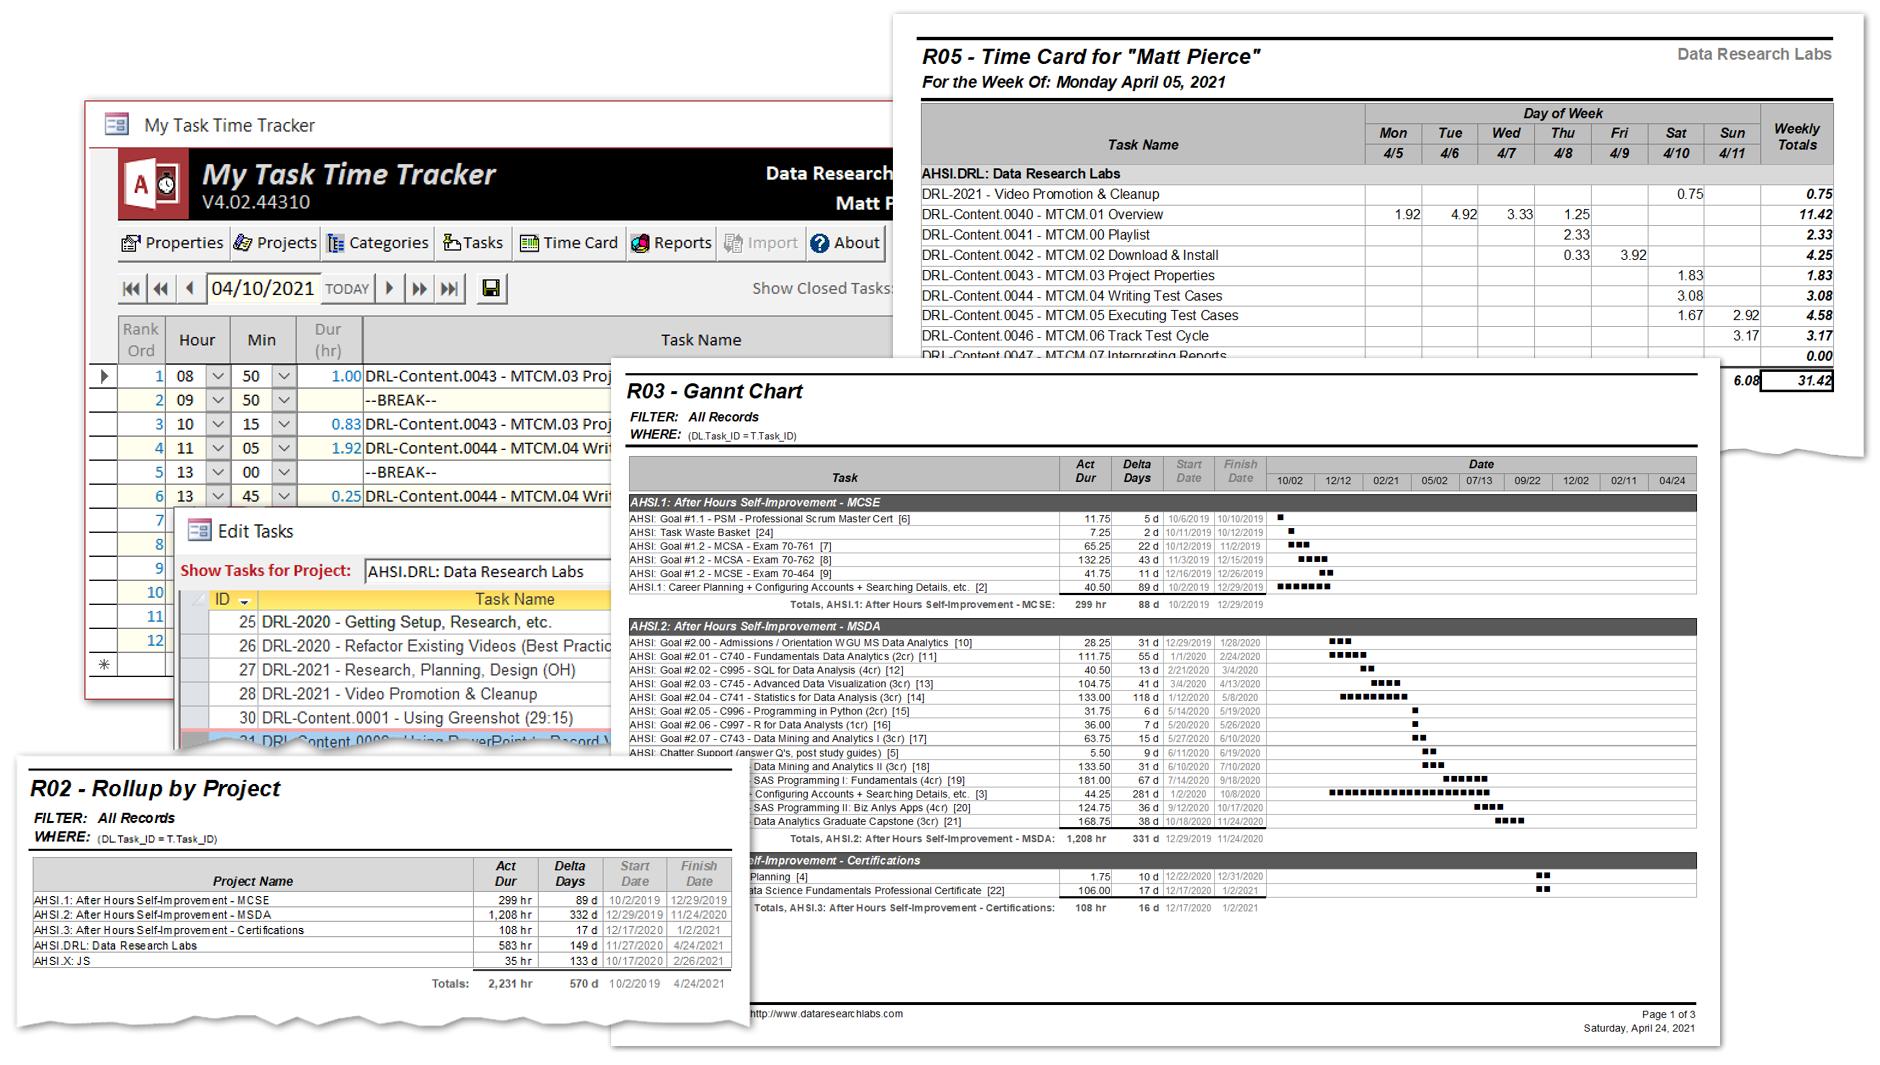 My Task Time Tracker
My Task Time Tracker
V4.02.44310
Data Research
Matt P
Properties Projects Categories Tasks Time Card Reports Import About
04/10/2021 TODAY
Show Closed Tasks:
Rank Ord Hour Min Dur (hr) Task Name
1 08 50 1.00 DRL-Content.0043 - MTCM.03 Proj
2 09 50 --BREAK--
3 10 15 0.83 DRL-Content.0043 - MTCM.03 Proj
4 11 05 1.92 DRL-Content.0044 - MTCM.04 Writ
5 13 00 --BREAK--
6 13 45 0.25 DRL-Content.0044 - MTCM.04 Writ
7
8
9
10
11
12
Edit Tasks
Show Tasks for Project: AHSI.DRL: Data Research Labs
ID Task Name
25 DRL-2020 - Getting Setup, Research, etc.
26 DRL-2020 - Refactor Existing Videos (Best Practic
27 DRL-2021 - Research, Planning, Design (OH)
28 DRL-2021 - Video Promotion & Cleanup
30 DRL-Content.0001 - Using Greenshot (29:15)
R05 - Time Card for "Matt Pierce"
Data Research Labs
For the Week Of: Monday April 05, 2021
Day of Week
Task Name Mon Tue Wed Thu Fri Sat Sun Weekly Totals
4/5 4/6 4/7 4/8 4/9 4/10 4/11
AHSI.DRL: Data Research Labs
DRL-2021 - Video Promotion & Cleanup 0.75 0.75
DRL-Content.0040 - MTCM.01 Overview 1.92 4.92 3.33 1.25 11.42
DRL-Content.0041 - MTCM.00 Playlist 2.33 2.33
DRL-Content.0042 - MTCM.02 Download & Install 0.33 3.92 4.25
DRL-Content.0043 - MTCM.03 Project Properties 1.83 1.83
DRL-Content.0044 - MTCM.04 Writing Test Cases 3.08 3.08
DRL-Content.0045 - MTCM.05 Executing Test Cases 1.67 2.92 4.58
DRL-Content.0046 - MTCM.06 Track Test Cycle 3.17 3.17
DRL-Content.0047 - MTCM.07 Interpreting Reports 0.00
6.08 31.42
R03 - Gannt Chart
FILTER: All Records
WHERE: (DL.Task_ID = T.Task_ID)
Task Act Dur Delta Days Start Date Finish Date Date
10/02 12/12 02/21 05/02 07/13 09/22 12/02 02/11 04/24
AHSI.1: After Hours Self-Improvement - MCSE
AHSI: Goal #1.1 - PSM - Professional Scrum Master Cert [6] 11.75 5 d 10/6/2019 10/10/2019
AHSI: Task Waste Basket [24] 7.25 2 d 10/11/2019 10/12/2019
AHSI: Goal #1.2 - MCSA - Exam 70-761 [7] 65.25 22 d 10/12/2019 11/2/2019
AHSI: Goal #1.2 - MCSA - Exam 70-762 [8] 132.25 43 d 11/3/2019 12/15/2019
AHSI: Goal #1.2 - MCSE - Exam 70-464 [9] 41.75 11 d 12/16/2019 12/26/2019
AHSI.1: Career Planning + Configuring Accounts + Searching Details, etc. [2] 40.50 89 d 10/2/2019 12/29/2019
Totals, AHSI.1: After Hours Self-Improvement - MCSE: 299 hr 88 d 10/2/2019 12/29/2019
AHSI.2: After Hours Self-Improvement - MSDA
AHSI: Goal #2.00 - Admissions / Orientation WGU MS Data Analytics [10] 28.25 31 d 12/29/2019 1/28/2020
AHSI: Goal #2.01 - C740 - Fundamentals Data Analytics (2cr) [11] 111.75 55 d 1/1/2020 2/24/2020
AHSI: Goal #2.02 - C995 - SQL for Data Analysis (4cr) [12] 40.50 13 d 2/21/2020 3/4/2020
AHSI: Goal #2.03 - C745 - Advanced Data Visualization (3cr) [13] 104.75 41 d 3/4/2020 4/13/2020
AHSI: Goal #2.04 - C741 - Statistics for Data Analysis (3cr) [14] 133.00 118 d 1/12/2020 5/8/2020
AHSI: Goal #2.05 - C996 - Programming in Python (2cr) [15] 31.75 6 d 5/14/2020 5/19/2020
AHSI: Goal #2.06 - C997 - R for Data Analysts (1cr) [16] 36.00 7 d 5/20/2020 5/26/2020
AHSI: Goal #2.07 - C743 - Data Mining and Analytics I (3cr) [17] 63.75 15 d 5/27/2020 6/10/2020
AHSI: Chatter Support (answer Q's, post study guides) [5] 5.50 9 d 6/11/2020 6/19/2020
- Data Mining and Analytics II (3cr) [18] 133.50 31 d 6/10/2020 7/10/2020
- SAS Programming I: Fundamentals (4cr) [19] 181.00 67 d 7/14/2020 9/18/2020
+ Configuring Accounts + Searching Details, etc. [3] 44.25 281 d 1/2/2020 10/8/2020
- SAS Programming II: Biz Anlys Apps (4cr) [20] 124.75 36 d 9/12/2020 10/17/2020
- Data Analytics Graduate Capstone (3cr) [21] 168.75 38 d 10/18/2020 11/24/2020
Totals, AHSI.2: After Hours Self-Improvement - MSDA: 1,208 hr 331 d 12/29/2019 11/24/2020
elf-Improvement - Certifications
Planning [4] 1.75 10 d 12/22/2020 12/31/2020
ata Science Fundamentals Professional Certificate [22] 106.00 17 d 12/17/2020 1/2/2021
Totals, AHSI.3: After Hours Self-Improvement - Certifications: 108 hr 16 d 12/17/2020 1/2/2021
http://www.dataresearchlabs.com
Page 1 of 3
Saturday, April 24, 2021
R02 - Rollup by Project
FILTER: All Records
WHERE: (DL.Task_ID = T.Task_ID)
Project Name Act Dur Delta Days Start Date Finish Date
AHSI.1: After Hours Self-Improvement - MCSE 299 hr 89 d 10/2/2019 12/29/2019
AHSI.2: After Hours Self-Improvement - MSDA 1,208 hr 332 d 12/29/2019 11/24/2020
AHSI.3: After Hours Self-Improvement - Certifications 108 hr 17 d 12/17/2020 1/2/2021
AHSI.DRL: Data Research Labs 583 hr 149 d 11/27/2020 4/24/2021
AHSI.X: JS 35 hr 133 d 10/17/2020 2/26/2021
Totals: 2,231 hr 570 d 10/2/2019 4/24/2021